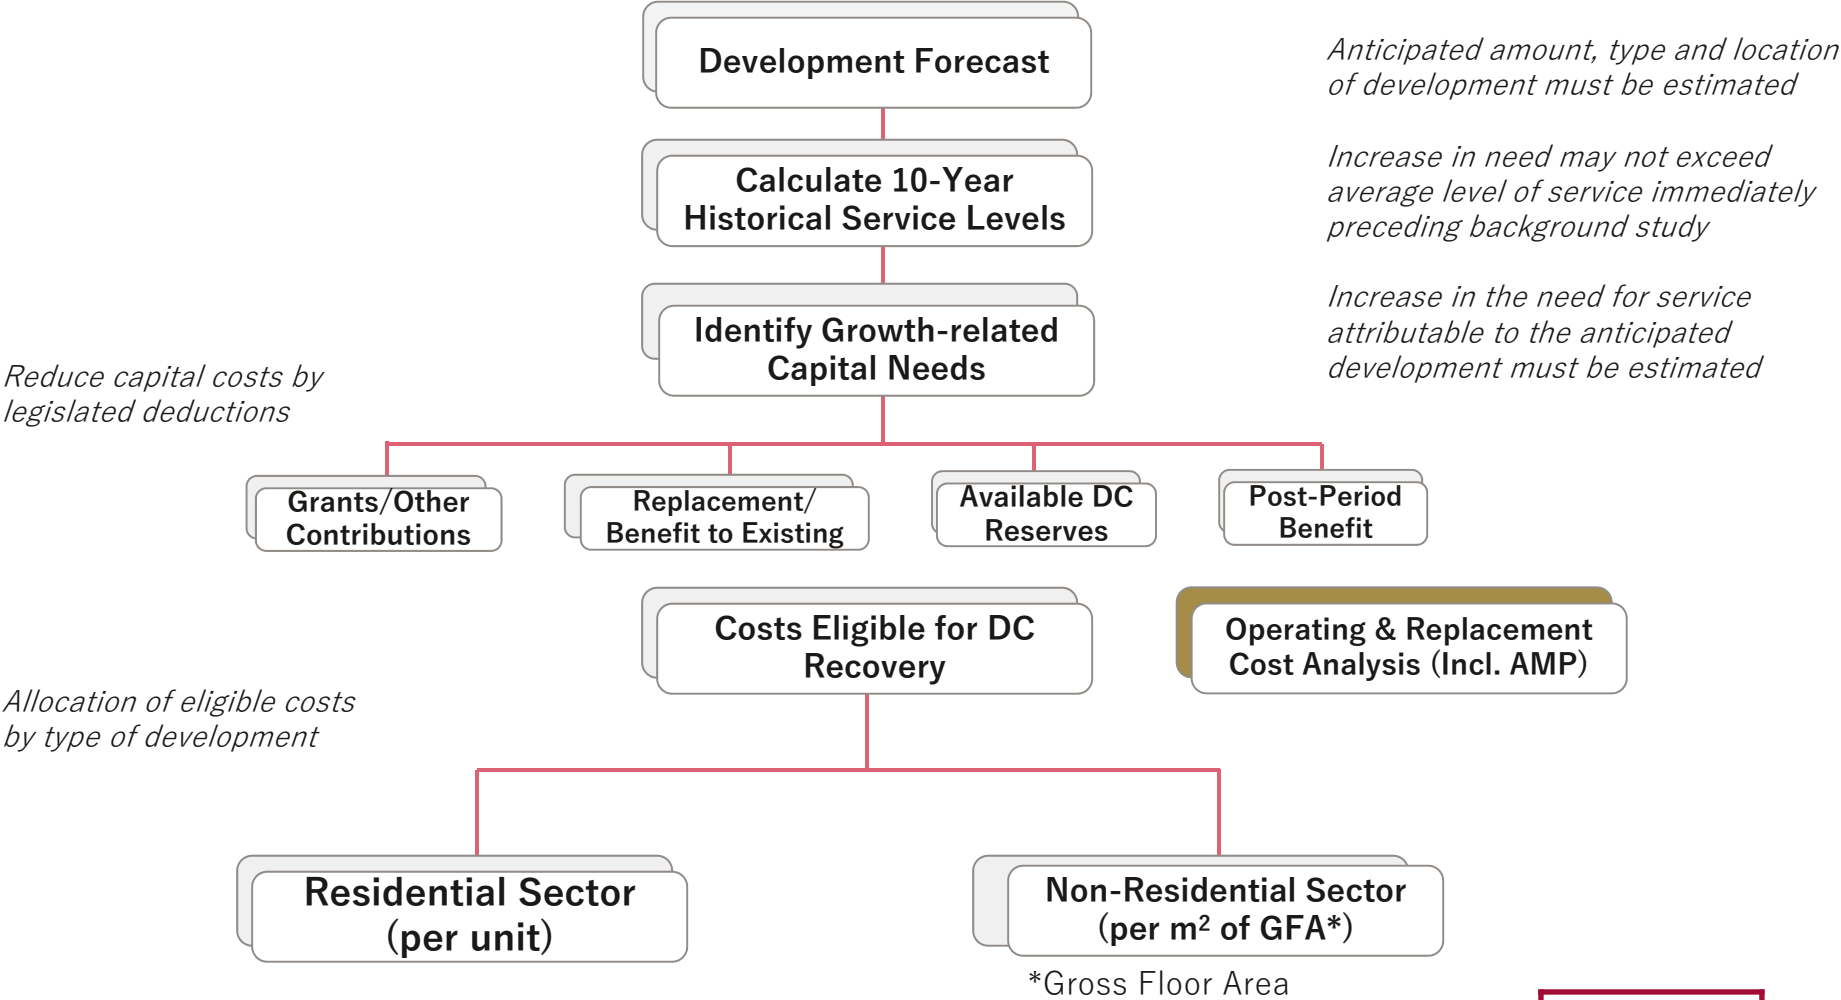 Development Forecast
Anticipated amount, type and location
of development must be estimated
Calculate 10-Year
Historical Service Levels
Increase in need may not exceed
average level of service immediately
preceding background study
Identify Growth-related
Capital Needs
Increase in the need for service
attributable to the anticipated
development must be estimated
Reduce capital costs by
legislated deductions
Grants/Other
Contributions
Replacement/
Benefit to Existing
Available DC
Reserves
Post-Period
Benefit
Costs Eligible for DC
Recovery
Operating & Replacement
Cost Analysis (Incl. AMP)
Allocation of eligible costs
by type of development
Residential Sector
(per unit)
Non-Residential Sector
(per m² of GFA*)
*Gross Floor Area